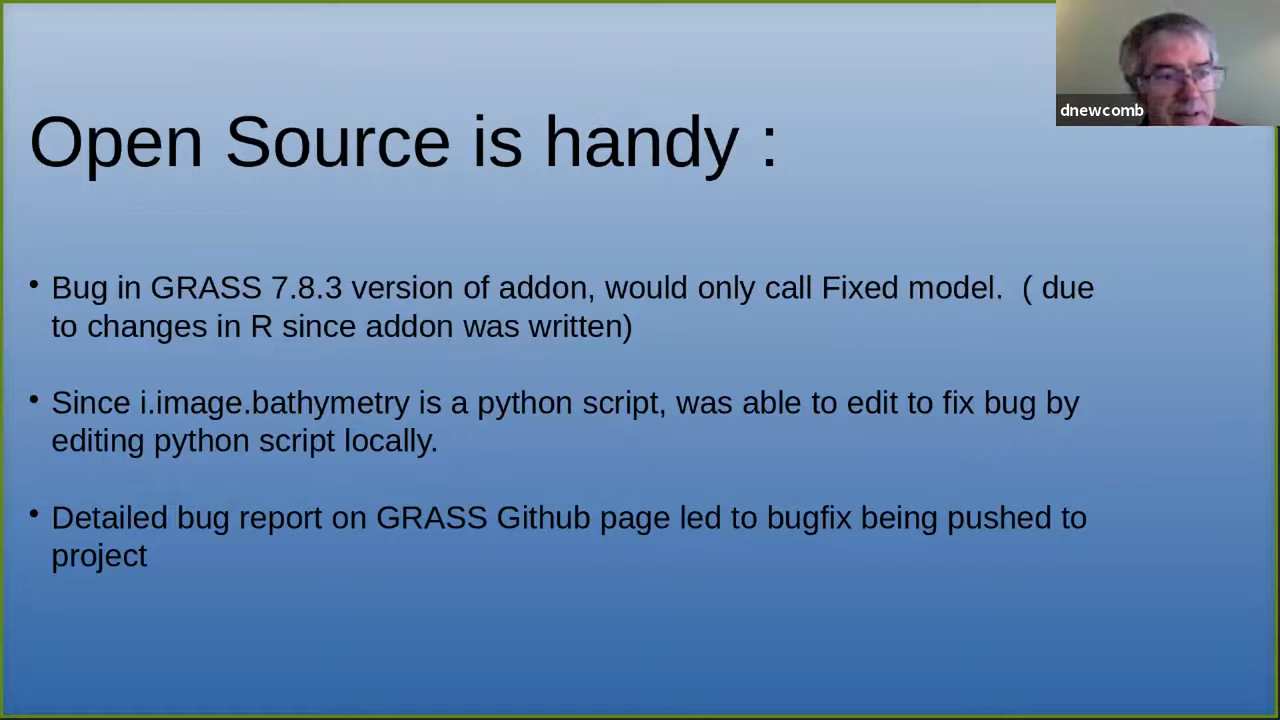 dnewcomb
Open Source is handy :
• Bug in GRASS 7.8.3 version of addon, would only call Fixed model.  ( due
to changes in R since addon was written)
• Since i.image.bathymetry is a python script, was able to edit to fix bug by
editing python script locally.
• Detailed bug report on GRASS Github page led to bugfix being pushed to
project